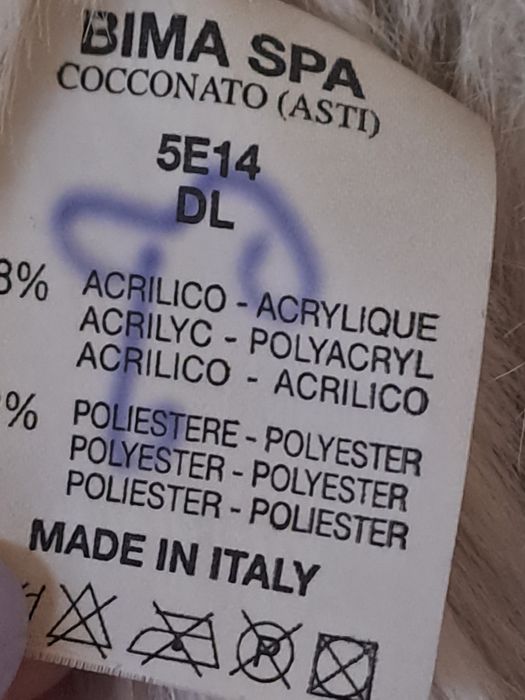 BIMA SPA
COCCONATO (ASTI)
5E14
DL
8% ACRILICO - ACRYLIQUE
ACRILYC - POLYACRYL
ACRILICO - ACRILICO
% POLIESTERE - POLYESTER
POLYESTER - POLYESTER
POLIESTER - POLIESTER
MADE IN ITALY
P